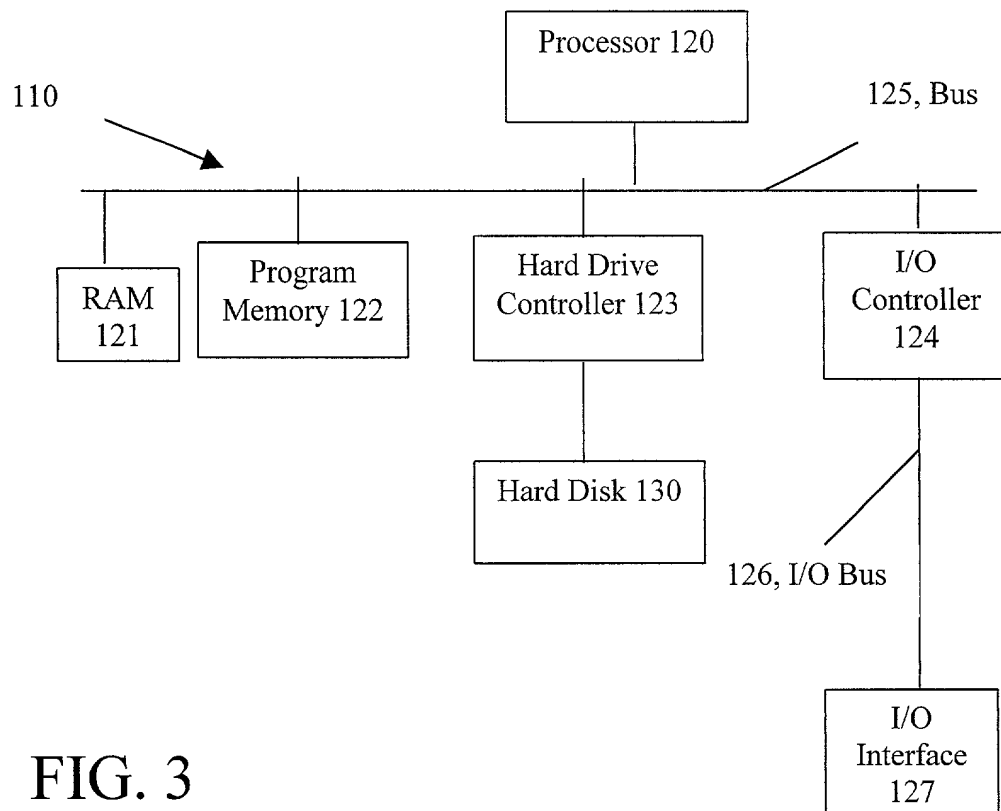 Processor 120
110
125, Bus
RAM
121
Program
Memory 122
Hard Drive
Controller 123
I/O
Controller
124
Hard Disk 130
126, I/O Bus
I/O
Interface
127
FIG. 3